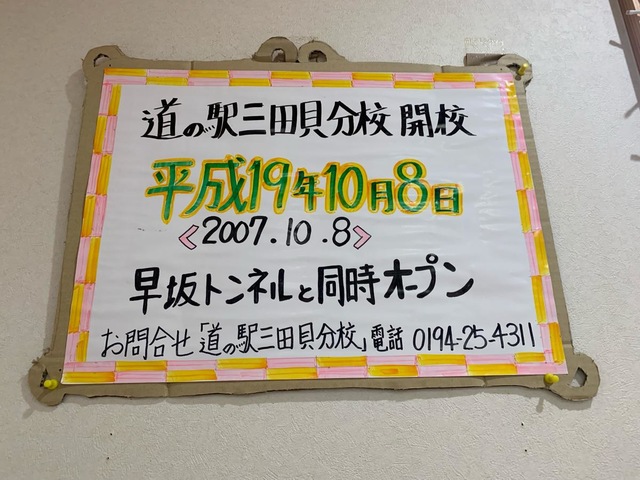 道の駅三田貝分校 開校
平成19年10月8日
<2007.10.8>
早坂トンネルと同時オープン
お問合せ「道の駅三田貝分校」電話 0194-25-4311